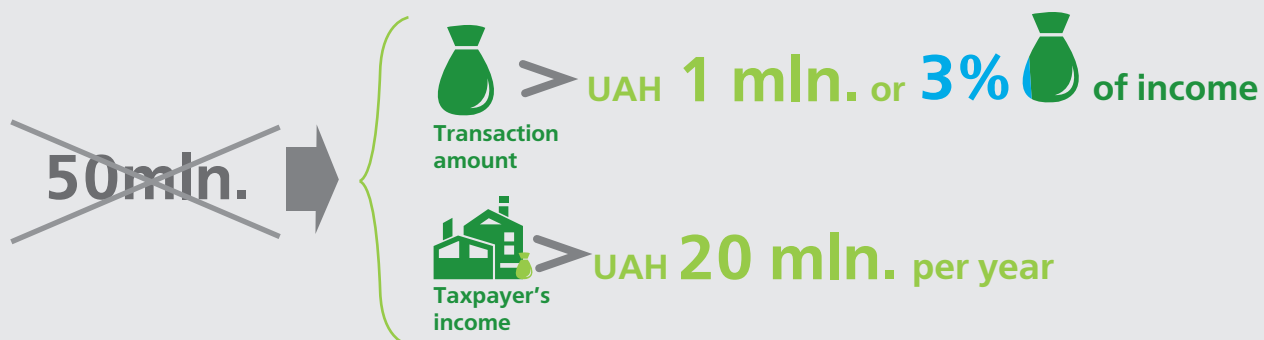 50mln.
> UAH 1 mln. or 3% of income
Transaction
amount
> UAH 20 mln. per year
Taxpayer's
income